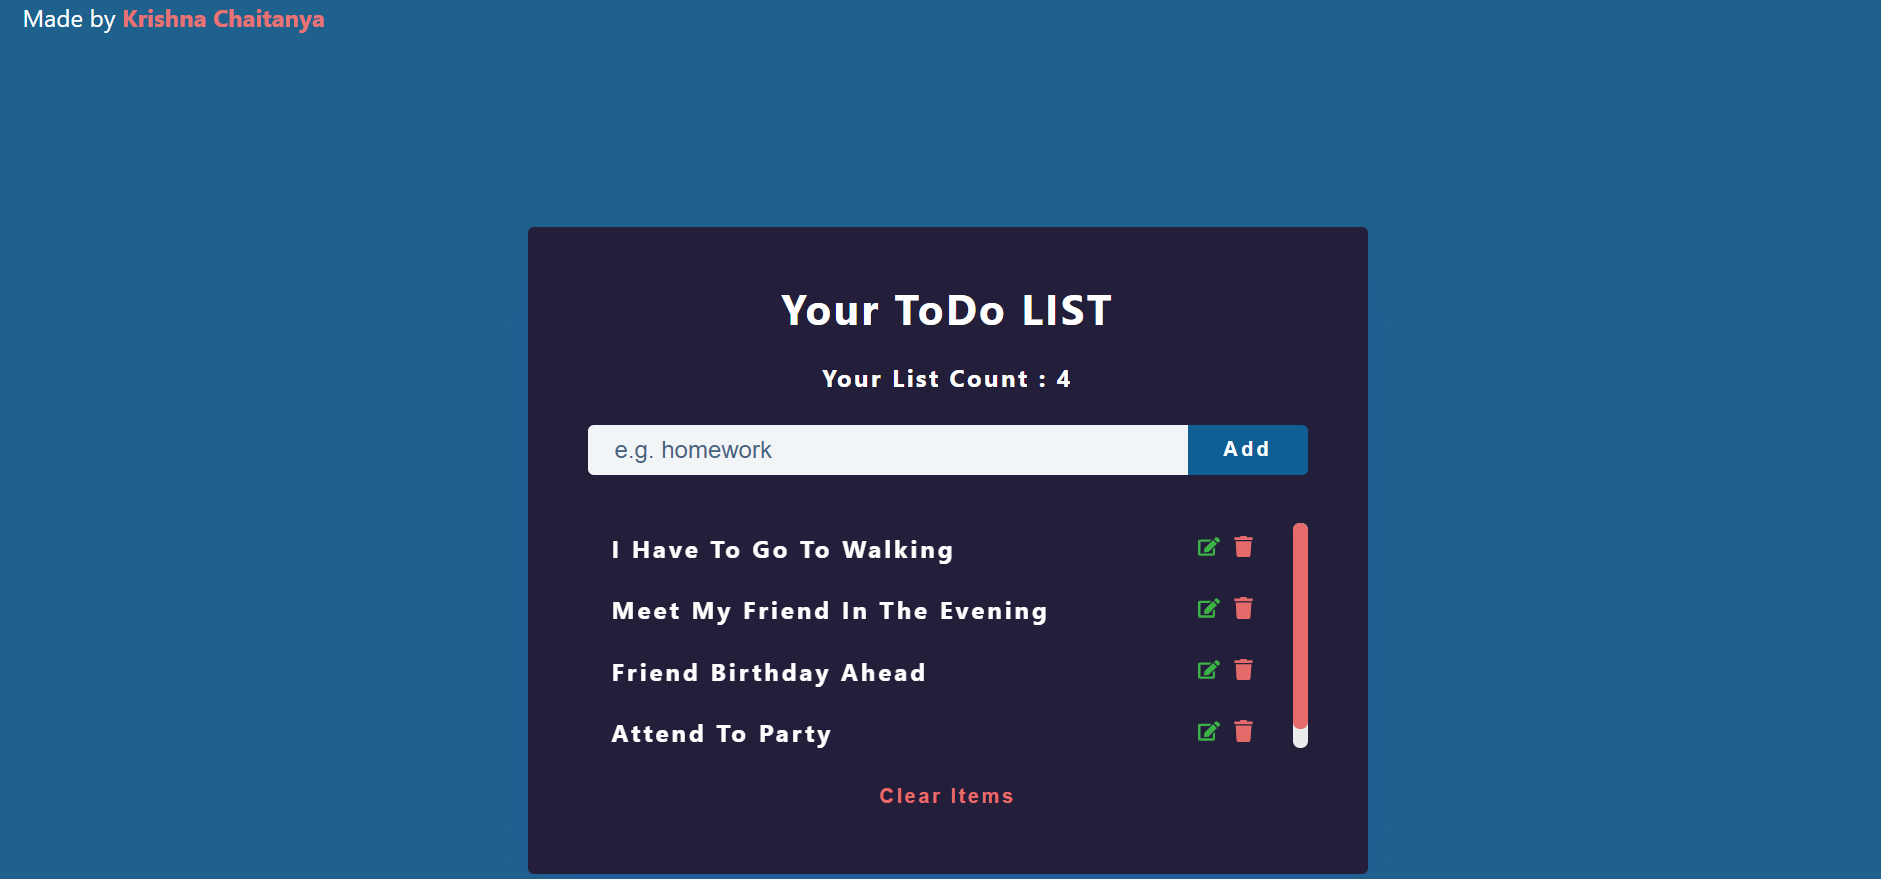 Made by Krishna Chaitanya
Your ToDo LIST
Your List Count : 4
e.g. homework
Add
I Have To Go To Walking
Meet My Friend In The Evening
Friend Birthday Ahead
Attend To Party
Clear Items